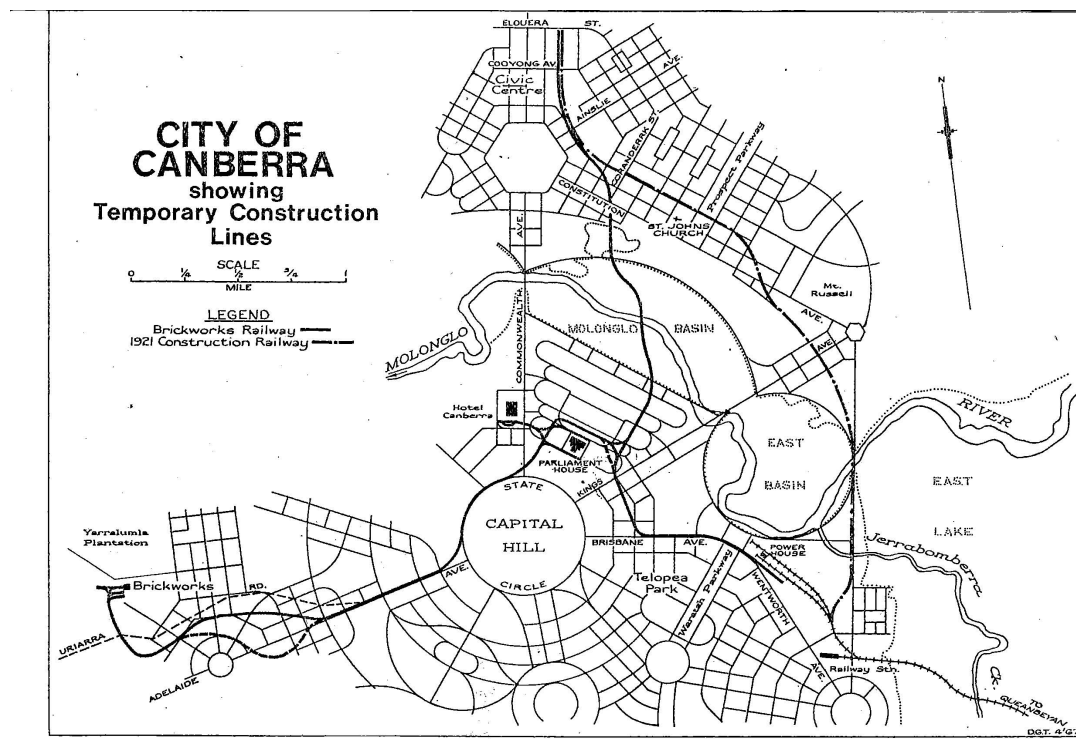 CITY OF
CANBERRA
showing
Temporary Construction
Lines
SCALE
0 1/4 1/2 3/4 1
MILE
LEGEND
Brickworks Railway
1921 Construction Railway
ELOUERA ST.
COOYONG AV.
Civic
Centre
AINSLIE AVE.
CORANDERRK ST.
CONSTITUTION AVE.
Prospect Parkway
ST. JOHNS
CHURCH
N
Mt.
Russell
AVE.
COMMONWEALTH AVE.
MOLONGLO
MOLONGLO BASIN
RIVER
Hotel
Canberra
PARLIAMENT
HOUSE
KINGS
EAST
BASIN
EAST
LAKE
STATE
CAPITAL
HILL
CIRCLE
BRISBANE AVE.
POWER
HOUSE
Jerrabomberra
Ck.
Telopea
Park
Waratah Parkway
WENTWORTH
AVE.
Yarralumla
Plantation
Brickworks
RD.
AVE.
URIARRA
ADELAIDE
Railway Stn.
TO
QUEANBEYAN